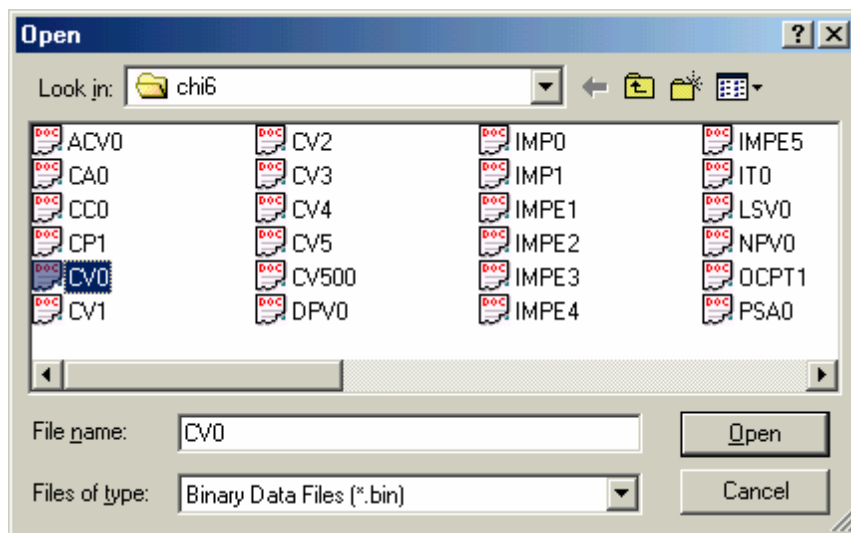 Open
Look in: chi6
ACV0 CV2 IMP0 IMPE5
CA0 CV3 IMP1 IT0
CC0 CV4 IMPE1 LSV0
CP1 CV5 IMPE2 NPV0
CV0 CV500 IMPE3 OCPT1
CV1 DPV0 IMPE4 PSA0
File name: CV0 Open
Files of type: Binary Data Files (*.bin) Cancel